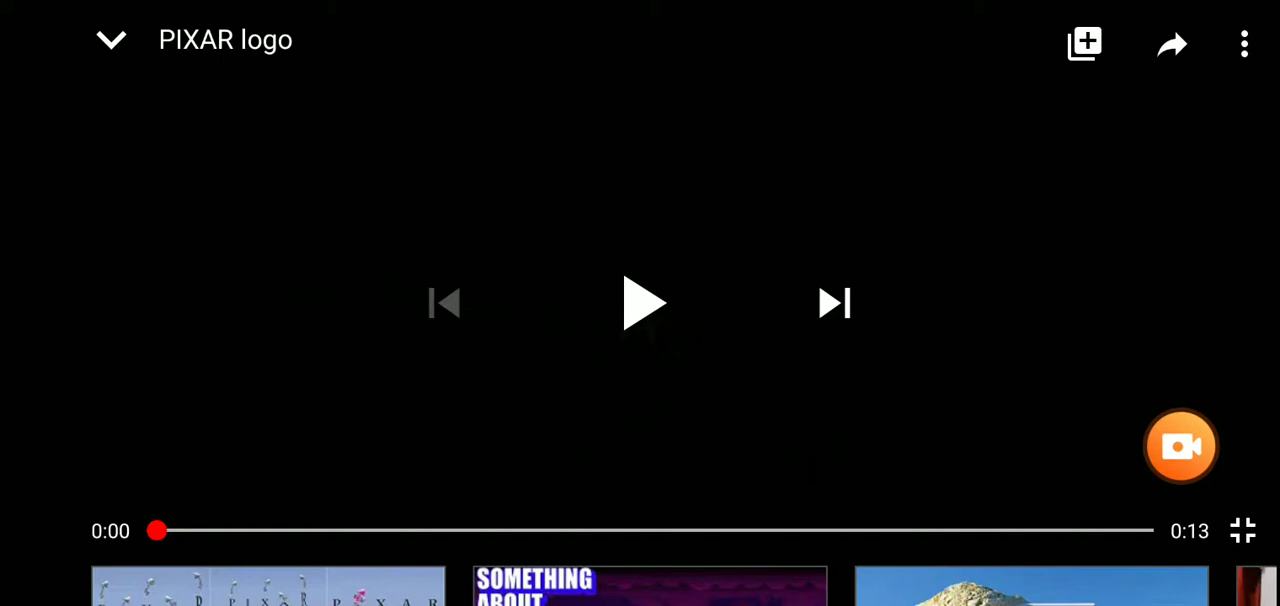 PIXAR logo
0:00
0:13
SOMETHING
ABOUT
P I X A R
P X A R